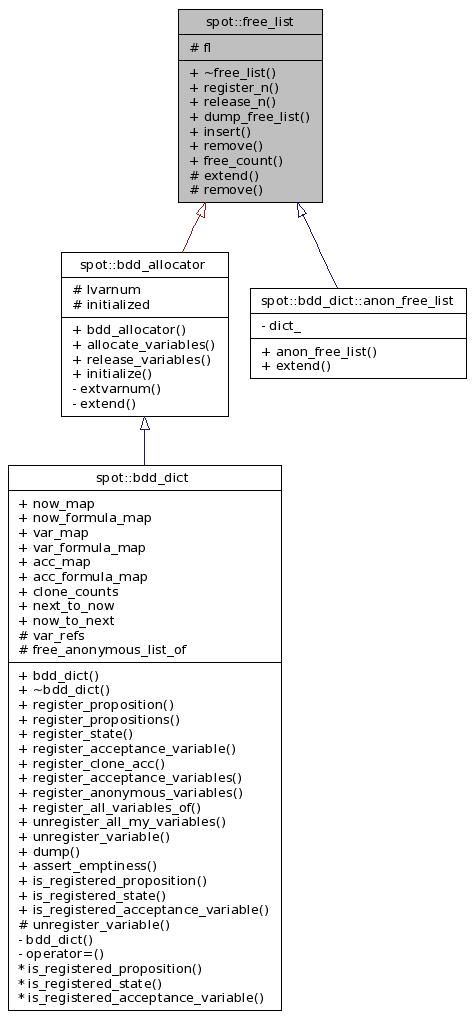 spot::free_list
# fl
+ ~free_list()
+ register_n()
+ release_n()
+ dump_free_list()
+ insert()
+ remove()
+ free_count()
# extend()
# remove()
spot::bdd_allocator
# lvarnum
# initialized
+ bdd_allocator()
+ allocate_variables()
+ release_variables()
+ initialize()
- extvarnum()
- extend()
spot::bdd_dict::anon_free_list
- dict_
+ anon_free_list()
+ extend()
spot::bdd_dict
+ now_map
+ now_formula_map
+ var_map
+ var_formula_map
+ acc_map
+ acc_formula_map
+ clone_counts
+ next_to_now
+ now_to_next
# var_refs
# free_anonymous_list_of
+ bdd_dict()
+ ~bdd_dict()
+ register_proposition()
+ register_propositions()
+ register_state()
+ register_acceptance_variable()
+ register_clone_acc()
+ register_acceptance_variables()
+ register_anonymous_variables()
+ register_all_variables_of()
+ unregister_all_my_variables()
+ unregister_variable()
+ dump()
+ assert_emptiness()
+ is_registered_proposition()
+ is_registered_state()
+ is_registered_acceptance_variable()
# unregister_variable()
- bdd_dict()
- operator=()
* is_registered_proposition()
* is_registered_state()
* is_registered_acceptance_variable()